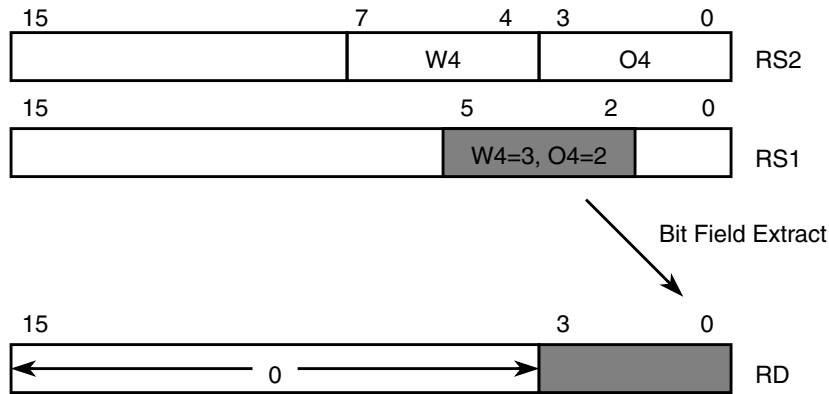 15 7 4 3 0
W4 O4 RS2
15 5 2 0
W4=3, O4=2 RS1
Bit Field Extract
15 3 0
0 RD